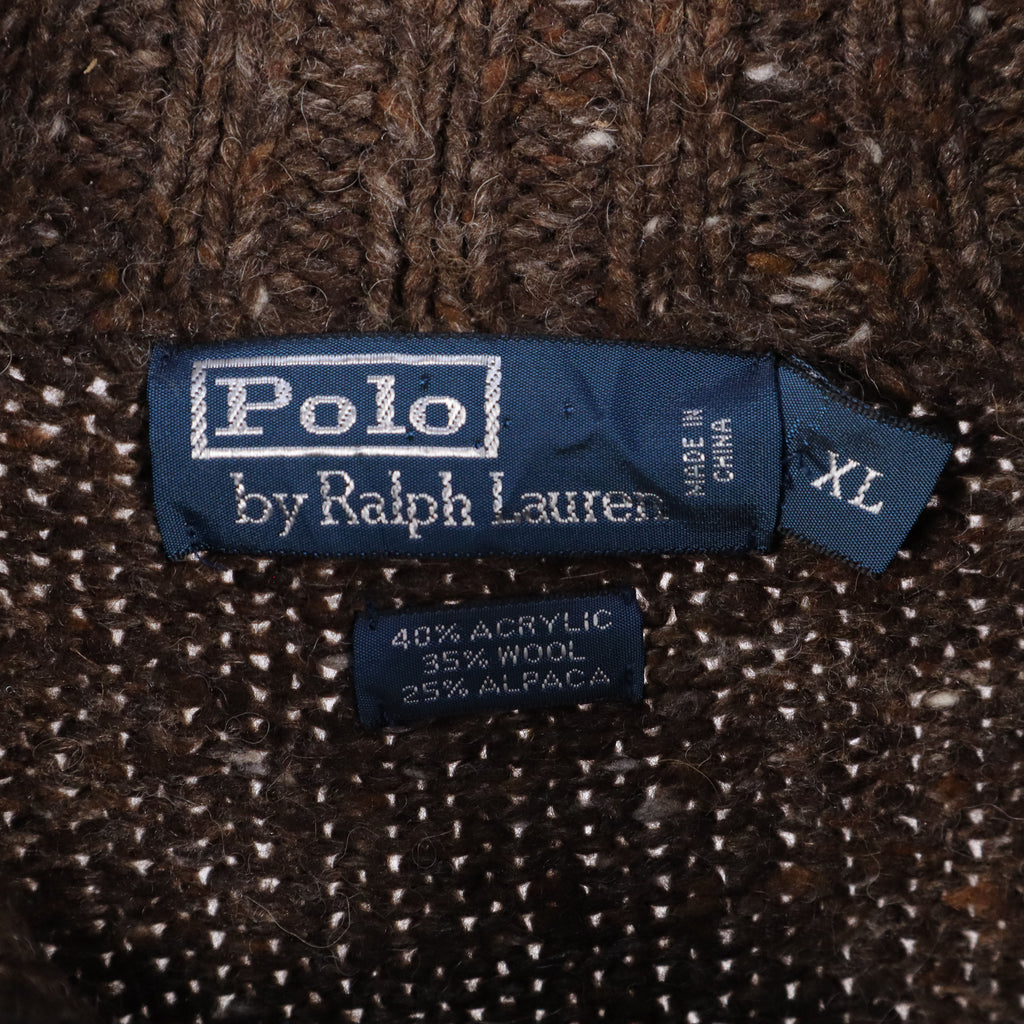 Polo
by Ralph Lauren
MADE IN
CHINA
XL
40% ACRYLIC
35% WOOL
25% ALPACA